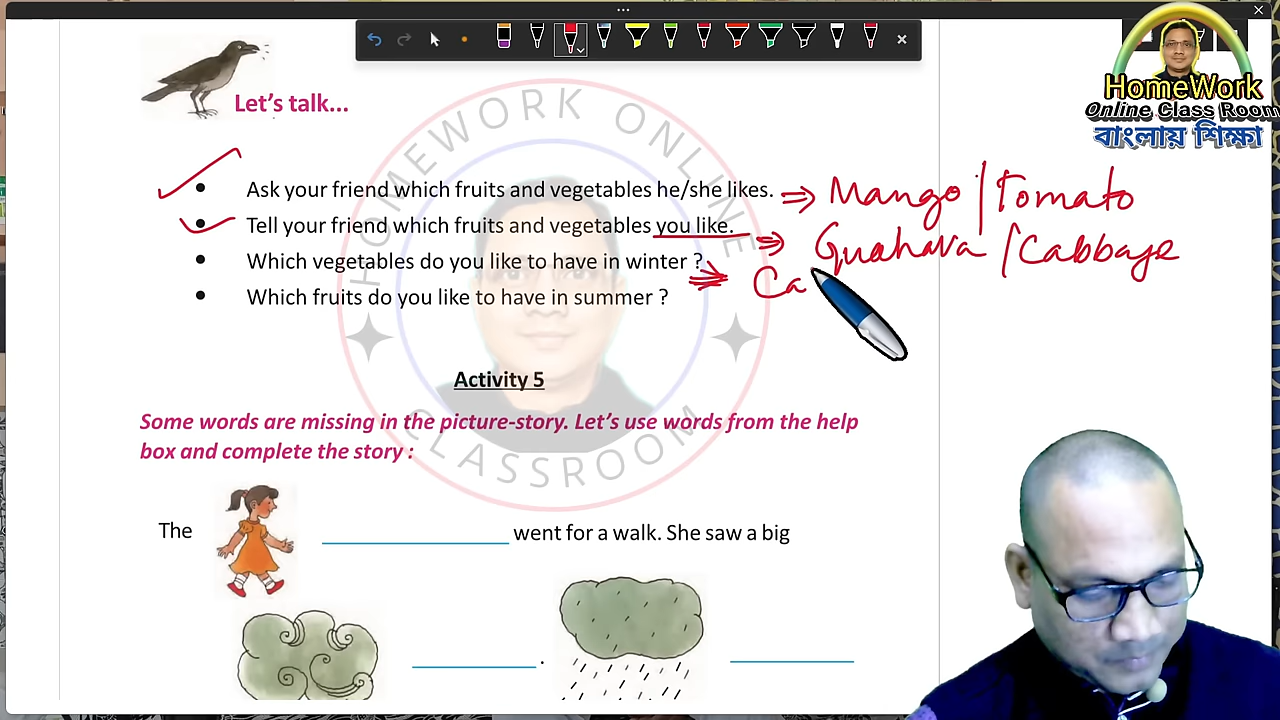 HomeWork
Online Class Room
বাংলায় শিক্ষা
Let's talk...
• Ask your friend which fruits and vegetables he/she likes. ⇒ Mango / Tomato
• Tell your friend which fruits and vegetables you like. ⇒ Guahava / Cabbage
• Which vegetables do you like to have in winter ? ⇒ Ca
• Which fruits do you like to have in summer ?
HOMEWORK ONLINE
CLASSROOM
Activity 5
Some words are missing in the picture-story. Let's use words from the help
box and complete the story :
The ____________ went for a walk. She saw a big
____________ . ____________